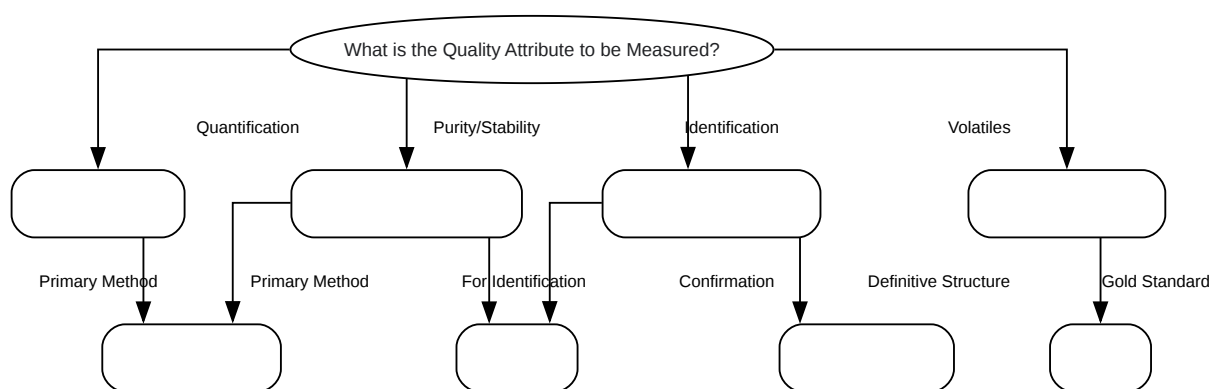 What is the Quality Attribute to be Measured?
Quantification
Purity/Stability
Identification
Volatiles
Primary Method
Primary Method
For Identification
Confirmation
Definitive Structure
Gold Standard